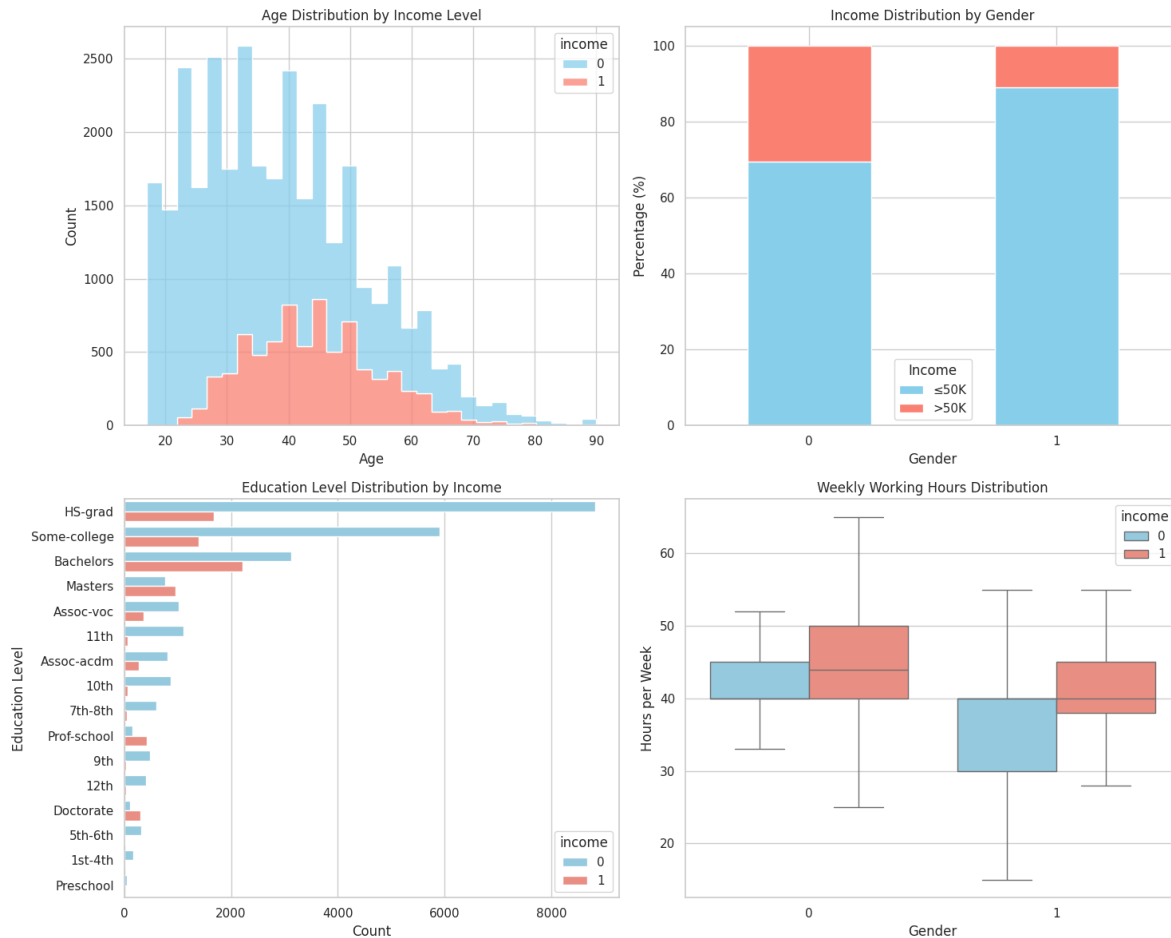 Age Distribution by Income Level
income
0
1
2500
2000
1500
1000
500
0
Count
20
30
40
50
60
70
80
90
Age
Income Distribution by Gender
100
80
60
40
20
0
Percentage (%)
Income
≤50K
>50K
0
1
Gender
Education Level Distribution by Income
HS-grad
Some-college
Bachelors
Masters
Assoc-voc
11th
Assoc-acdm
10th
7th-8th
Prof-school
9th
12th
Doctorate
5th-6th
1st-4th
Preschool
Education Level
income
0
1
0
2000
4000
6000
8000
Count
Weekly Working Hours Distribution
income
0
1
60
50
40
30
20
Hours per Week
0
1
Gender